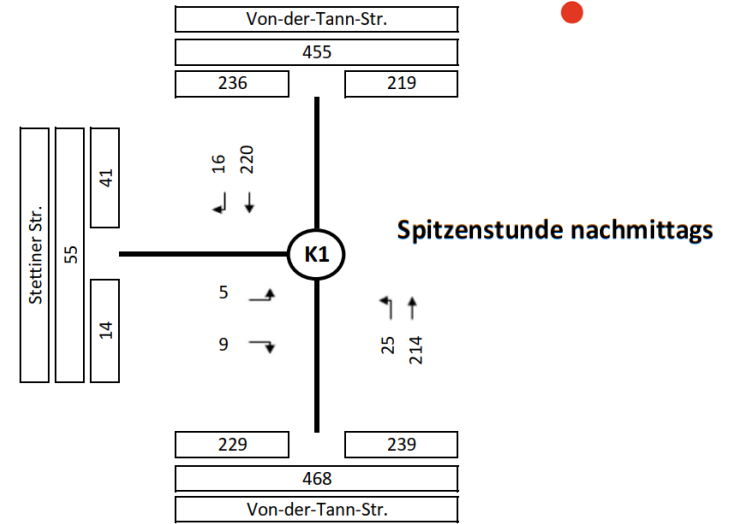 Von-der-Tann-Str.
455
236 219
16 220
41
Stettiner Str.
55
14
K1
Spitzenstunde nachmittags
5
9
25 214
229 239
468
Von-der-Tann-Str.